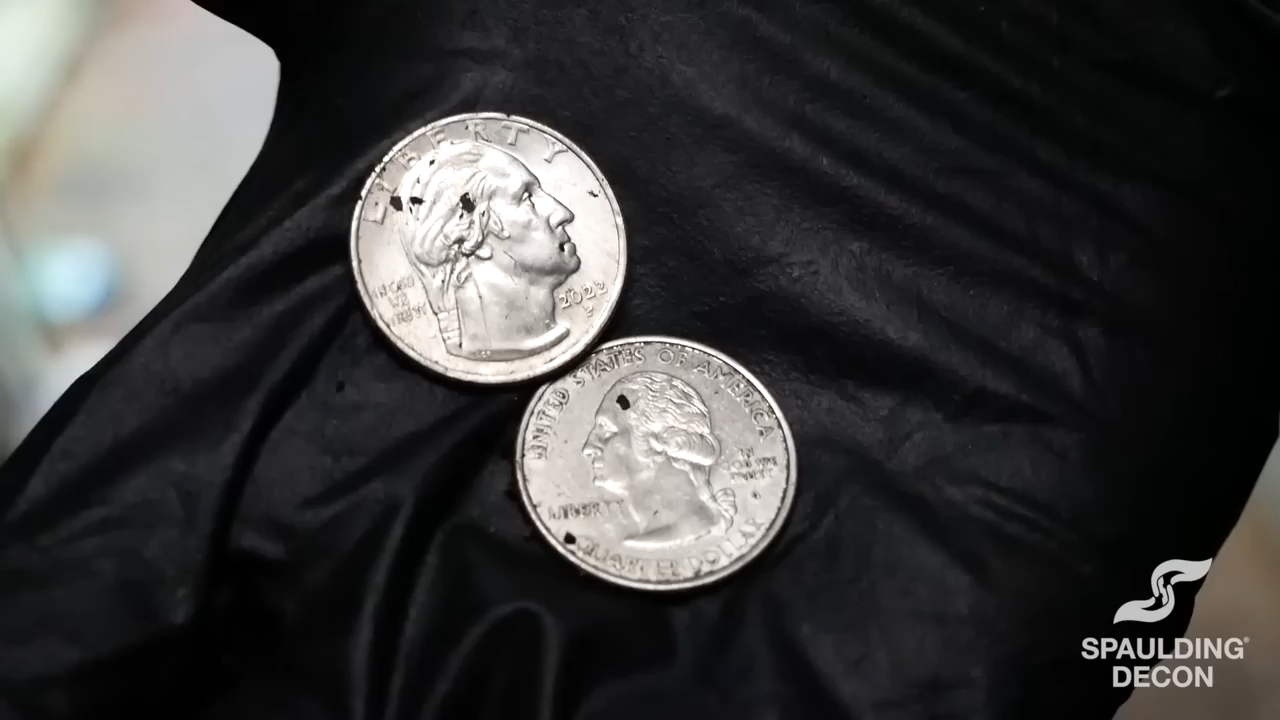 LIBERTY
IN GOD
WE
TRUST
2022
P
UNITED STATES OF AMERICA
IN
GOD WE
TRUST
LIBERTY
QUARTER DOLLAR
SPAULDING®
DECON